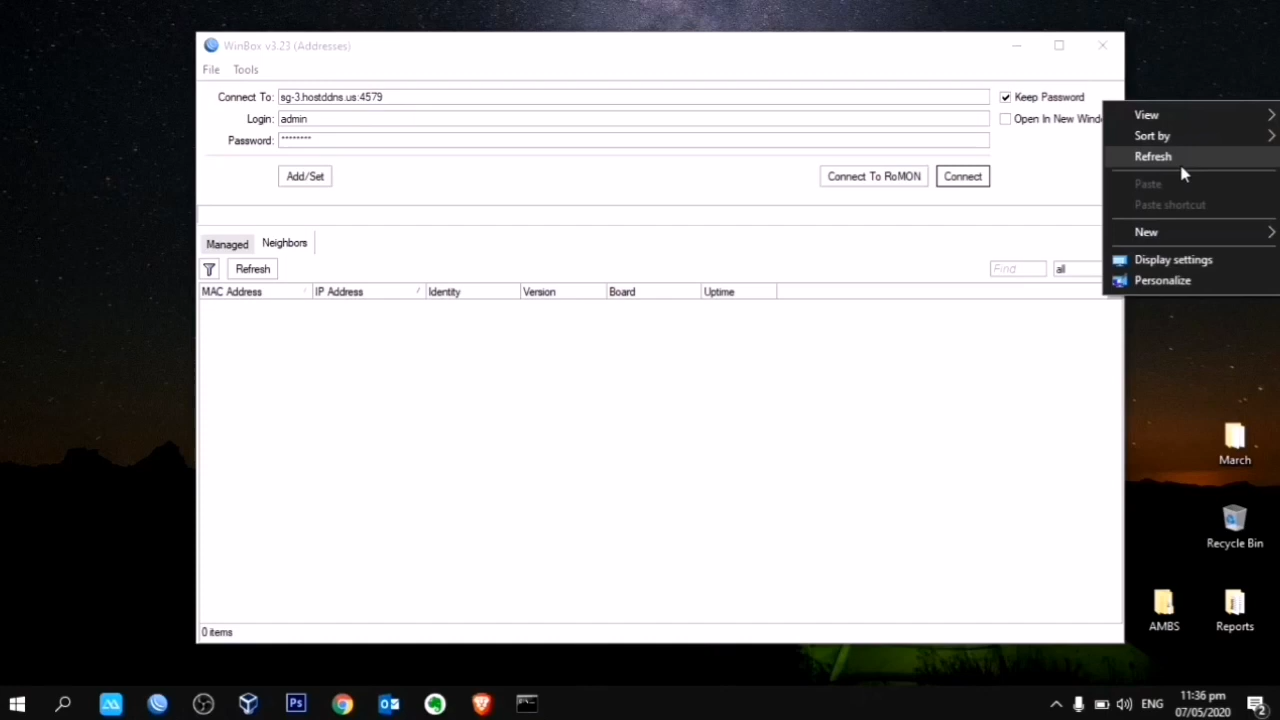 WinBox v3.23 (Addresses)
File Tools
Connect To: sg-3.hostddns.us:4579
Keep Password
Login: admin
Open In New Windo
Password: ********
Add/Set
Connect To RoMON
Connect
Managed
Neighbors
Refresh
Find
all
MAC Address
IP Address
Identity
Version
Board
Uptime
0 items
View
Sort by
Refresh
Paste
Paste shortcut
New
Display settings
Personalize
March
Recycle Bin
AMBS
Reports
Ps
ENG
11:36 pm
07/05/2020
2